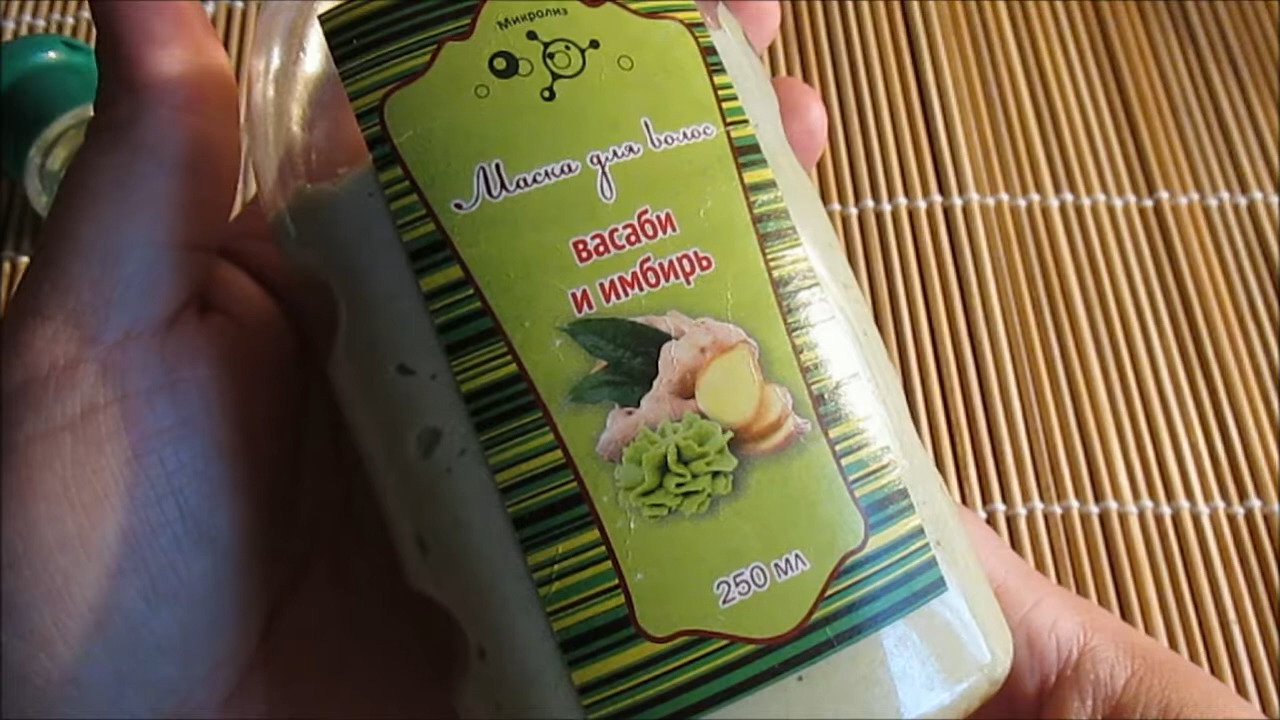 Микролиз
Маска для волос
васаби
и имбирь
250 мл